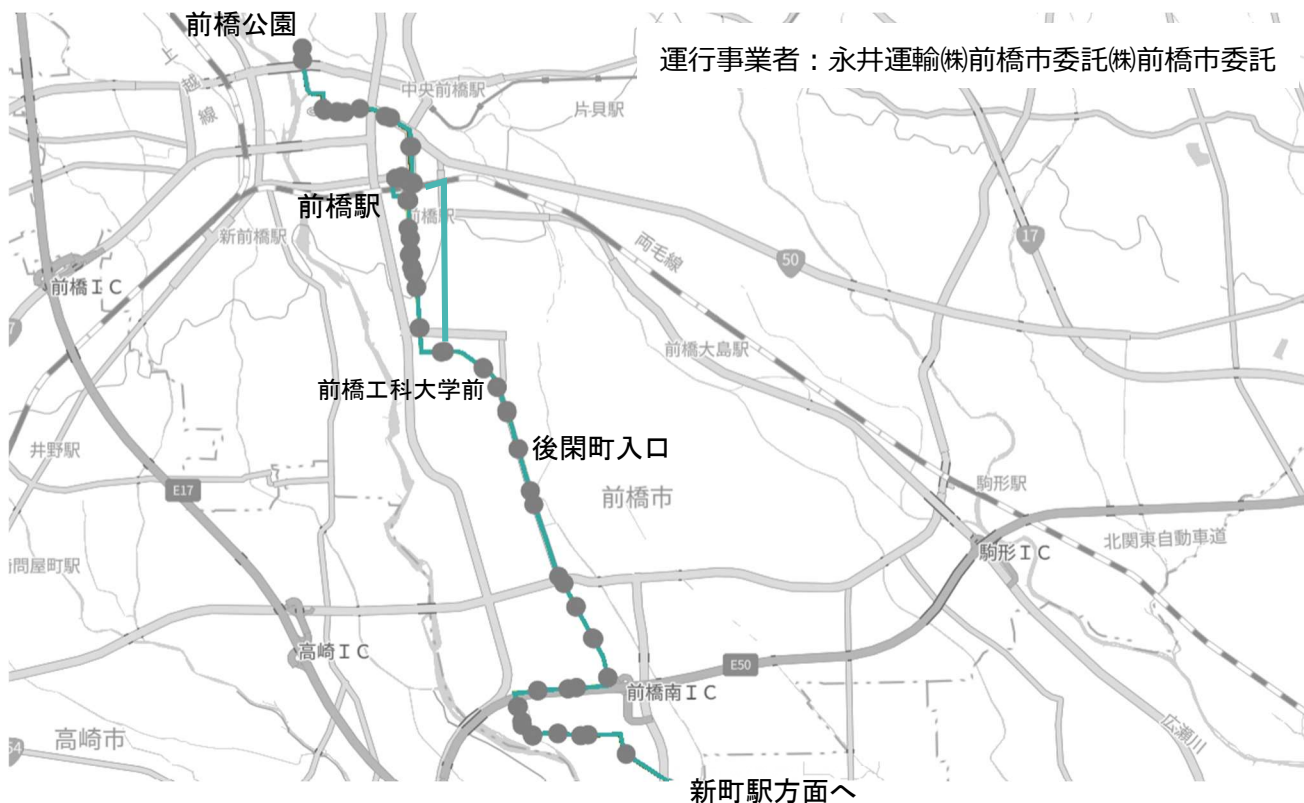 前橋公園
運行事業者：永井運輸㈱前橋市委託㈱前橋市委託
上越線
中央前橋駅
片貝駅
前橋駅
前橋駅
新前橋駅
両毛線
17
50
前橋ＩＣ
前橋大島駅
前橋工科大学前
井野駅
後閑町入口
E17
前橋市
駒形駅
北関東自動車道
駒形ＩＣ
問屋町駅
高崎ＩＣ
E50
前橋南ＩＣ
広瀬川
高崎市
新町駅方面へ